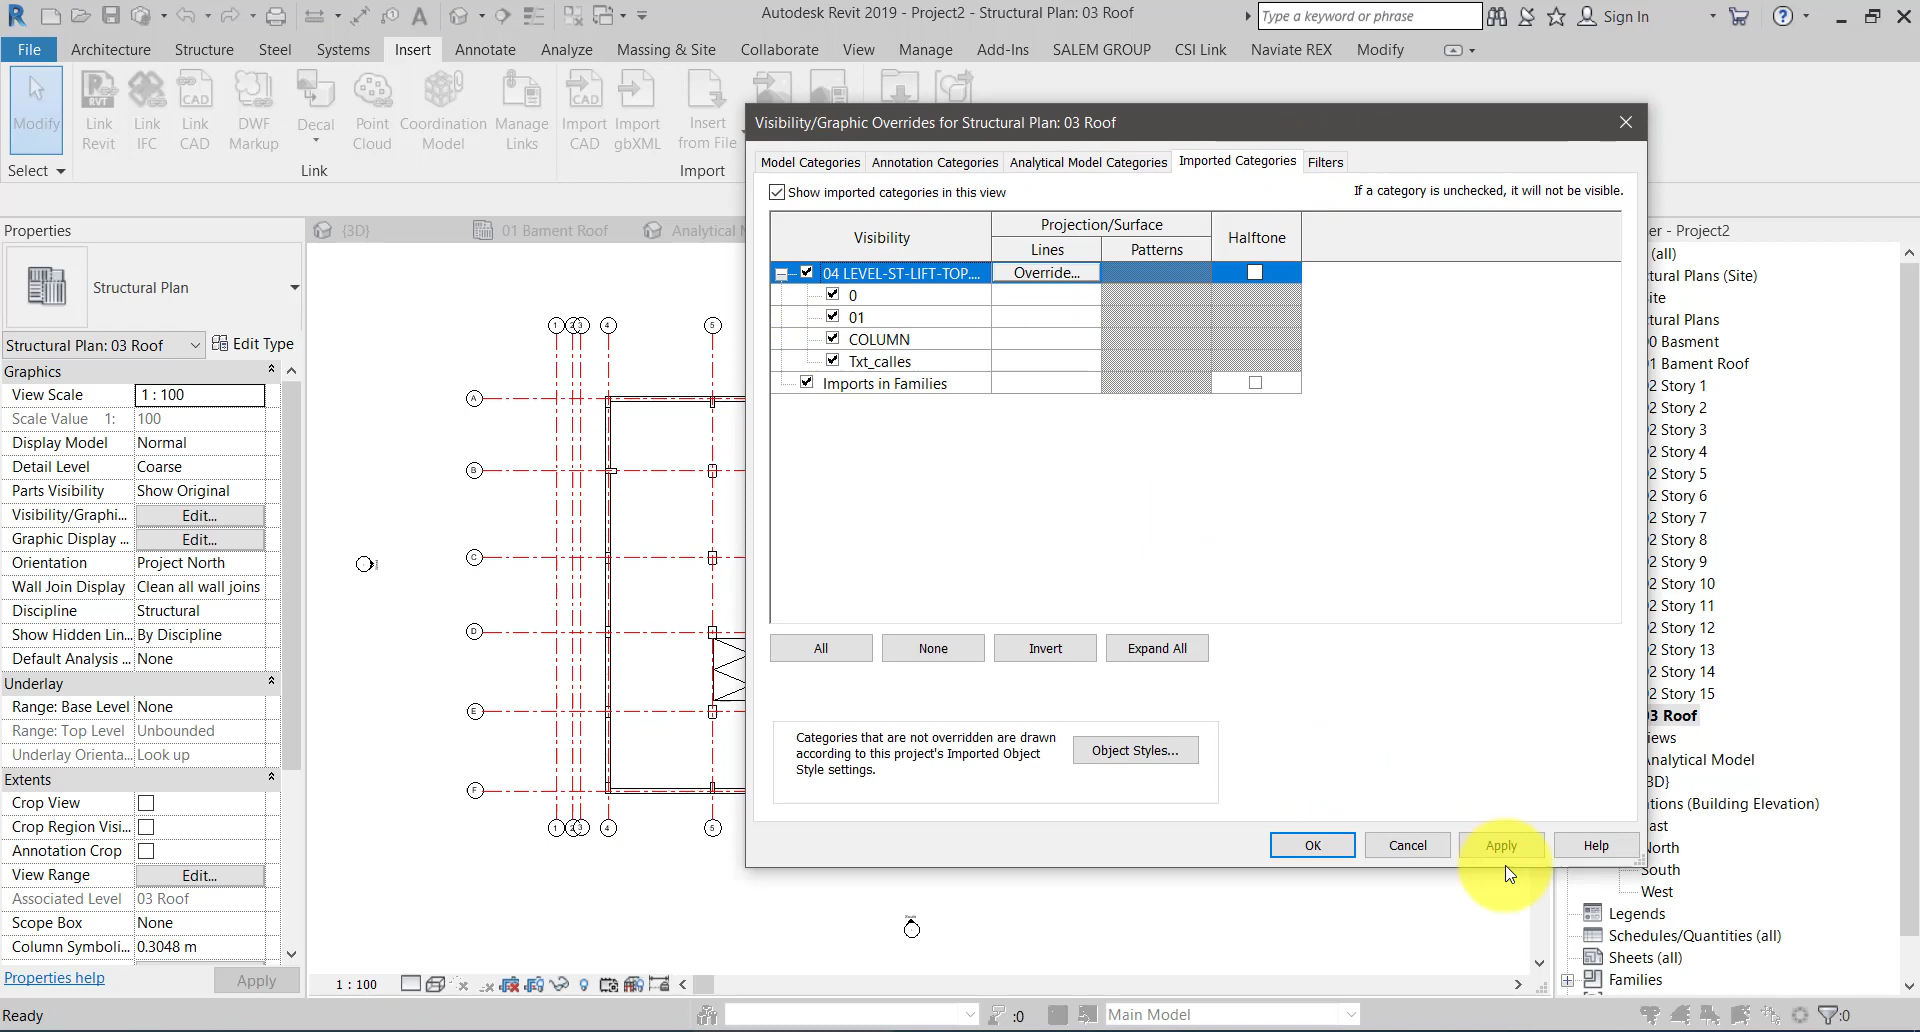 Autodesk Revit 2019 - Project2 - Structural Plan: 03 Roof
Type a keyword or phrase
Sign In
File
Architecture
Structure
Steel
Systems
Insert
Annotate
Analyze
Massing & Site
Collaborate
View
Manage
Add-Ins
SALEM GROUP
CSI Link
Naviate REX
Modify
Modify
Link Revit
Link IFC
Link CAD
DWF Markup
Decal
Point Cloud
Coordination Model
Manage Links
Import CAD
Import gbXML
Insert from File
Select
Link
Import
Properties
Structural Plan
Structural Plan: 03 Roof
Edit Type
Graphics
View Scale 1 : 100
Scale Value 1: 100
Display Model Normal
Detail Level Coarse
Parts Visibility Show Original
Visibility/Graphi... Edit...
Graphic Display ... Edit...
Orientation Project North
Wall Join Display Clean all wall joins
Discipline Structural
Show Hidden Lin... By Discipline
Default Analysis ... None
Underlay
Range: Base Level None
Range: Top Level Unbounded
Underlay Orienta... Look up
Extents
Crop View
Crop Region Visi...
Annotation Crop
View Range Edit...
Associated Level 03 Roof
Scope Box None
Column Symboli... 0.3048 m
Properties help
Apply
{3D}
01 Bament Roof
Analytical
1 2 3 4 5
A
B
C
D
E
F
1 2 3 4 5
Visibility/Graphic Overrides for Structural Plan: 03 Roof
Model Categories
Annotation Categories
Analytical Model Categories
Imported Categories
Filters
Show imported categories in this view
If a category is unchecked, it will not be visible.
Visibility
Projection/Surface
Lines
Patterns
Halftone
04 LEVEL-ST-LIFT-TOP....
Override...
0
01
COLUMN
Txt_calles
Imports in Families
All
None
Invert
Expand All
Categories that are not overridden are drawn
according to this project's Imported Object
Style settings.
Object Styles...
OK
Cancel
Apply
Help
er - Project2
(all)
tural Plans (Site)
ite
tural Plans
0 Basment
1 Bament Roof
2 Story 1
2 Story 2
2 Story 3
2 Story 4
2 Story 5
2 Story 6
2 Story 7
2 Story 8
2 Story 9
2 Story 10
2 Story 11
2 Story 12
2 Story 13
2 Story 14
2 Story 15
3 Roof
iews
nalytical Model
3D}
tions (Building Elevation)
ast
orth
South
West
Legends
Schedules/Quantities (all)
Sheets (all)
Families
1 : 100
Ready
:0
Main Model
:0